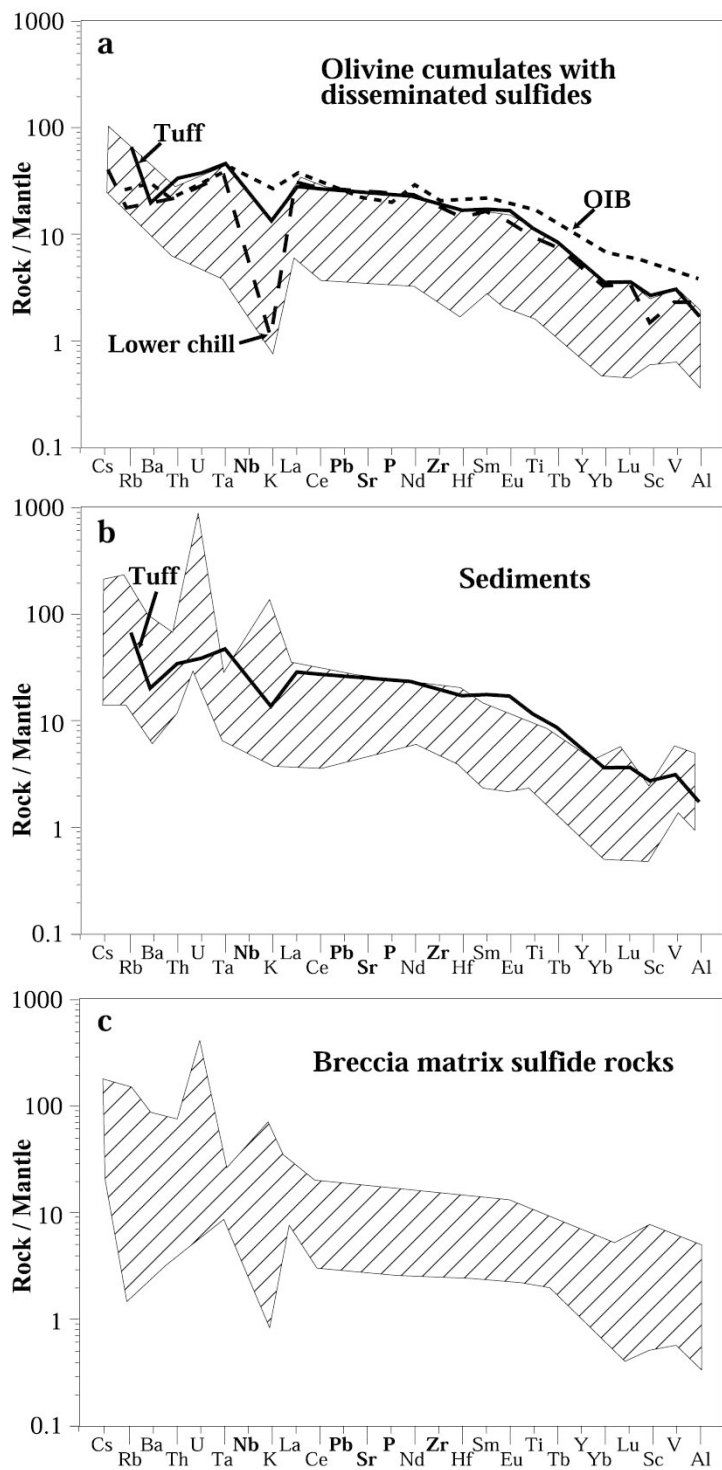 1000
a
Olivine cumulates with
disseminated sulfides
100
Tuff
OIB
10
Rock / Mantle
1
Lower chill
0.1
Cs Ba U Nb La Pb P Zr Sm Ti Y Lu V
Rb Th Ta K Ce Sr Nd Hf Eu Tb Yb Sc Al
1000
b
Tuff
Sediments
100
10
Rock / Mantle
1
0.1
Cs Ba U Nb La Pb P Zr Sm Ti Y Lu V
Rb Th Ta K Ce Sr Nd Hf Eu Tb Yb Sc Al
1000
c
Breccia matrix sulfide rocks
100
10
Rock / Mantle
1
0.1
Cs Ba U Nb La Pb P Zr Sm Ti Y Lu V
Rb Th Ta K Ce Sr Nd Hf Eu Tb Yb Sc Al